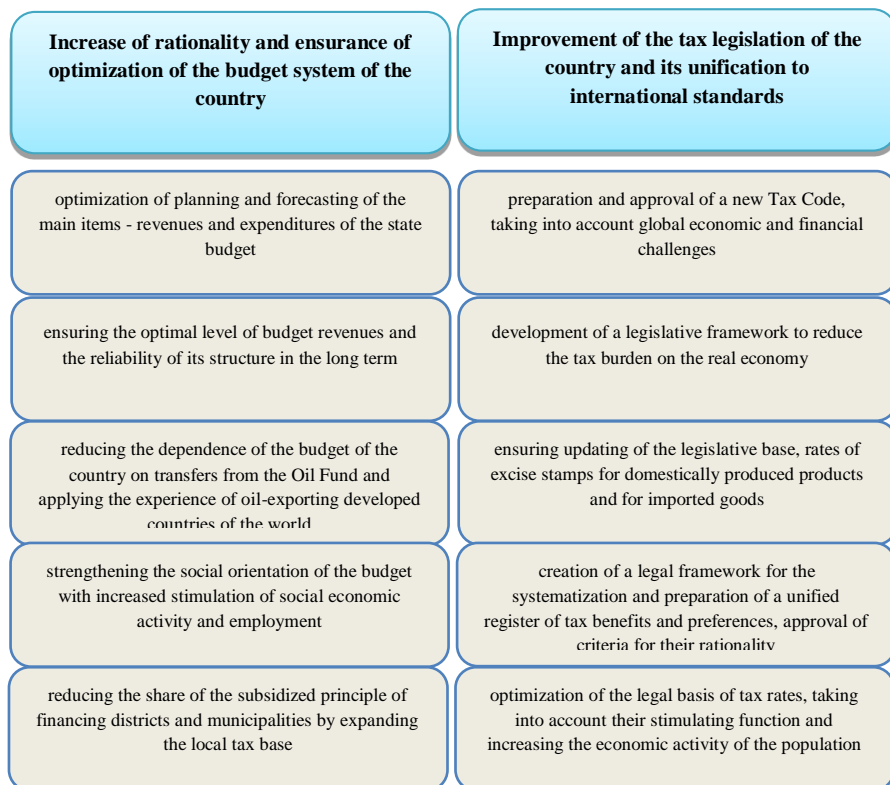 Increase of rationality and ensurance of
optimization of the budget system of the
country
Improvement of the tax legislation of the
country and its unification to
international standards
optimization of planning and forecasting of the
main items - revenues and expenditures of the state
budget
preparation and approval of a new Tax Code,
taking into account global economic and financial
challenges
ensuring the optimal level of budget revenues and
the reliability of its structure in the long term
development of a legislative framework to reduce
the tax burden on the real economy
reducing the dependence of the budget of the
country on transfers from the Oil Fund and
applying the experience of oil-exporting developed
countries of the world
ensuring updating of the legislative base, rates of
excise stamps for domestically produced products
and for imported goods
strengthening the social orientation of the budget
with increased stimulation of social economic
activity and employment
creation of a legal framework for the
systematization and preparation of a unified
register of tax benefits and preferences, approval of
criteria for their rationality
reducing the share of the subsidized principle of
financing districts and municipalities by expanding
the local tax base
optimization of the legal basis of tax rates, taking
into account their stimulating function and
increasing the economic activity of the population